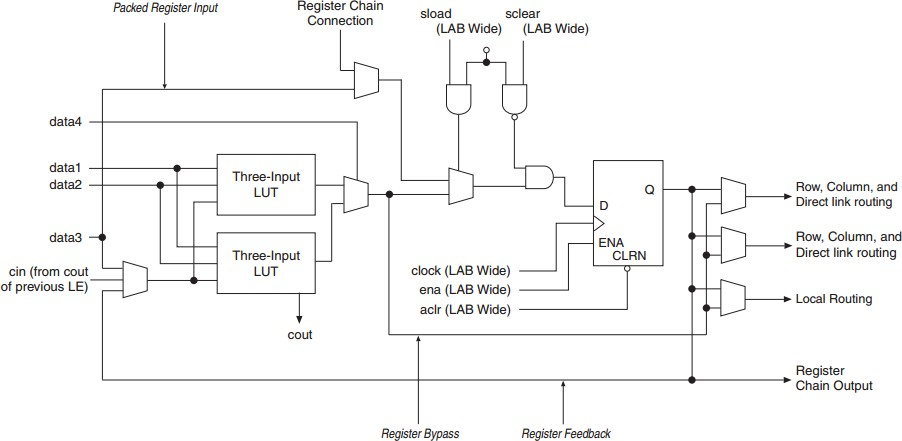 Packed Register Input
Register Chain
Connection
sload
(LAB Wide)
sclear
(LAB Wide)
data4
data1
data2
Three-Input
LUT
data3
Three-Input
LUT
cin (from cout
of previous LE)
cout
Q
D
ENA
CLRN
clock (LAB Wide)
ena (LAB Wide)
aclr (LAB Wide)
Row, Column, and
Direct link routing
Row, Column, and
Direct link routing
Local Routing
Register
Chain Output
Register Bypass
Register Feedback